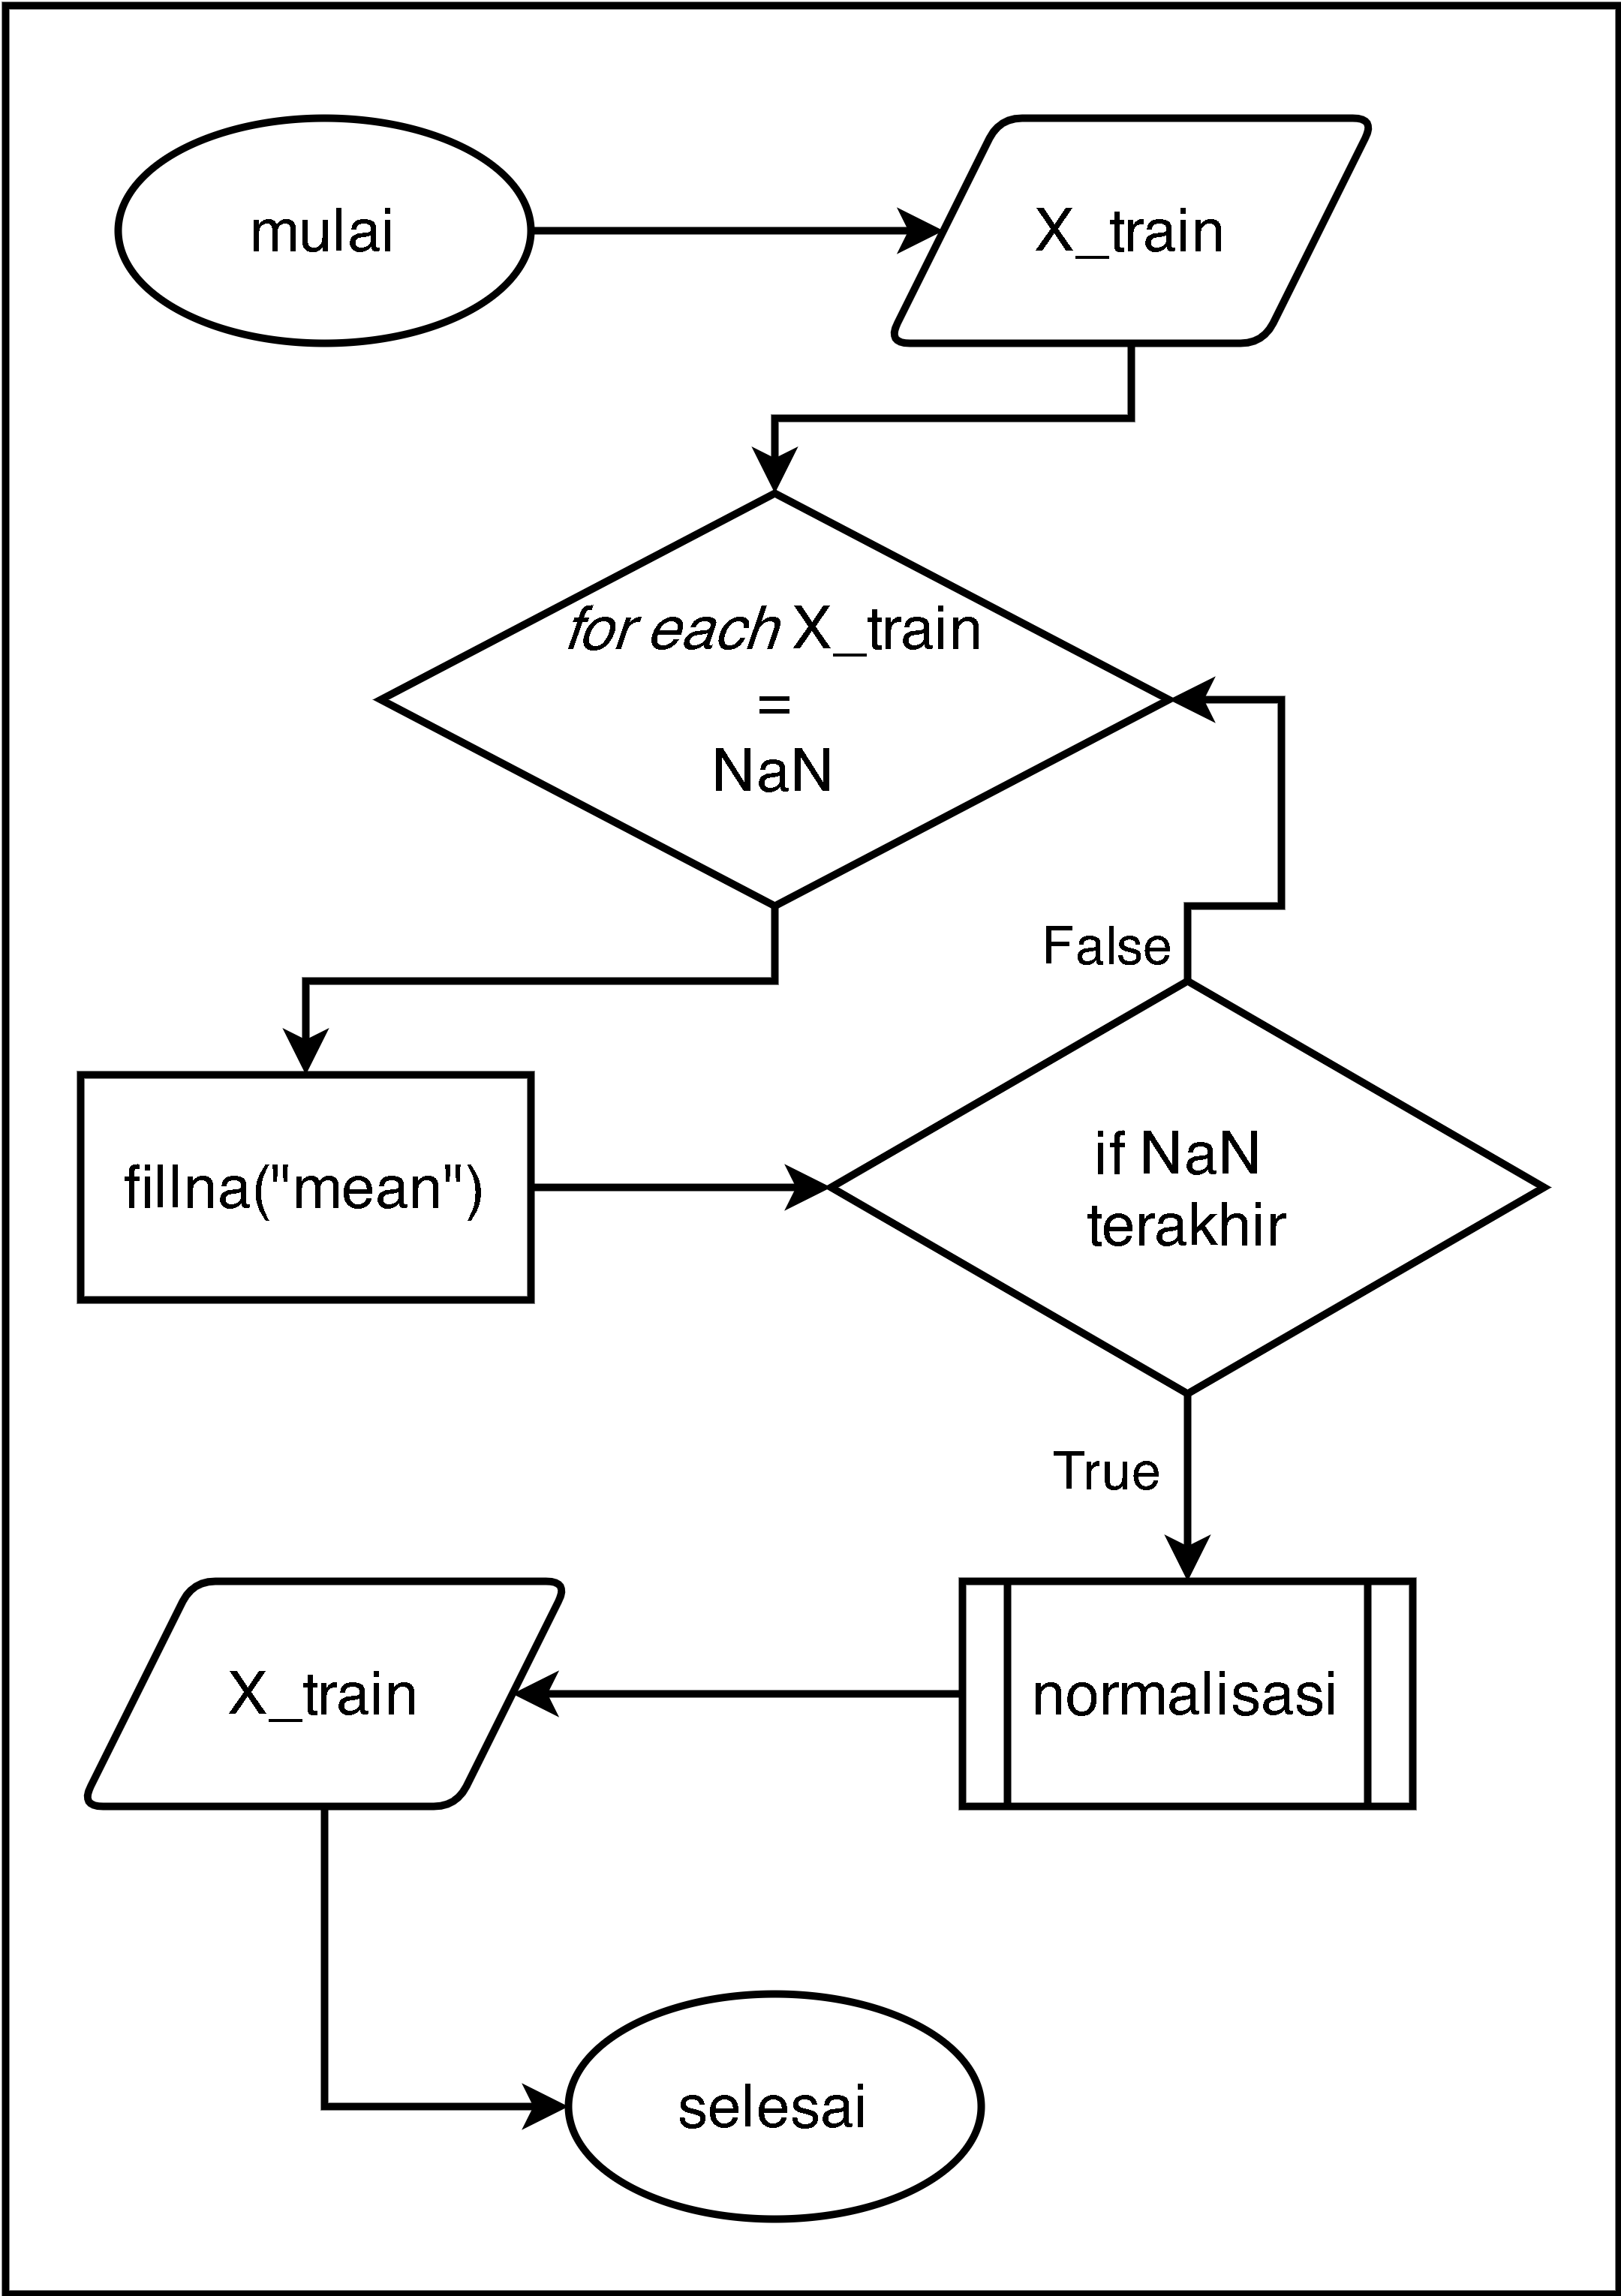 mulai
X_train
for each X_train
=
NaN
False
fillna("mean")
if NaN
terakhir
True
normalisasi
X_train
selesai